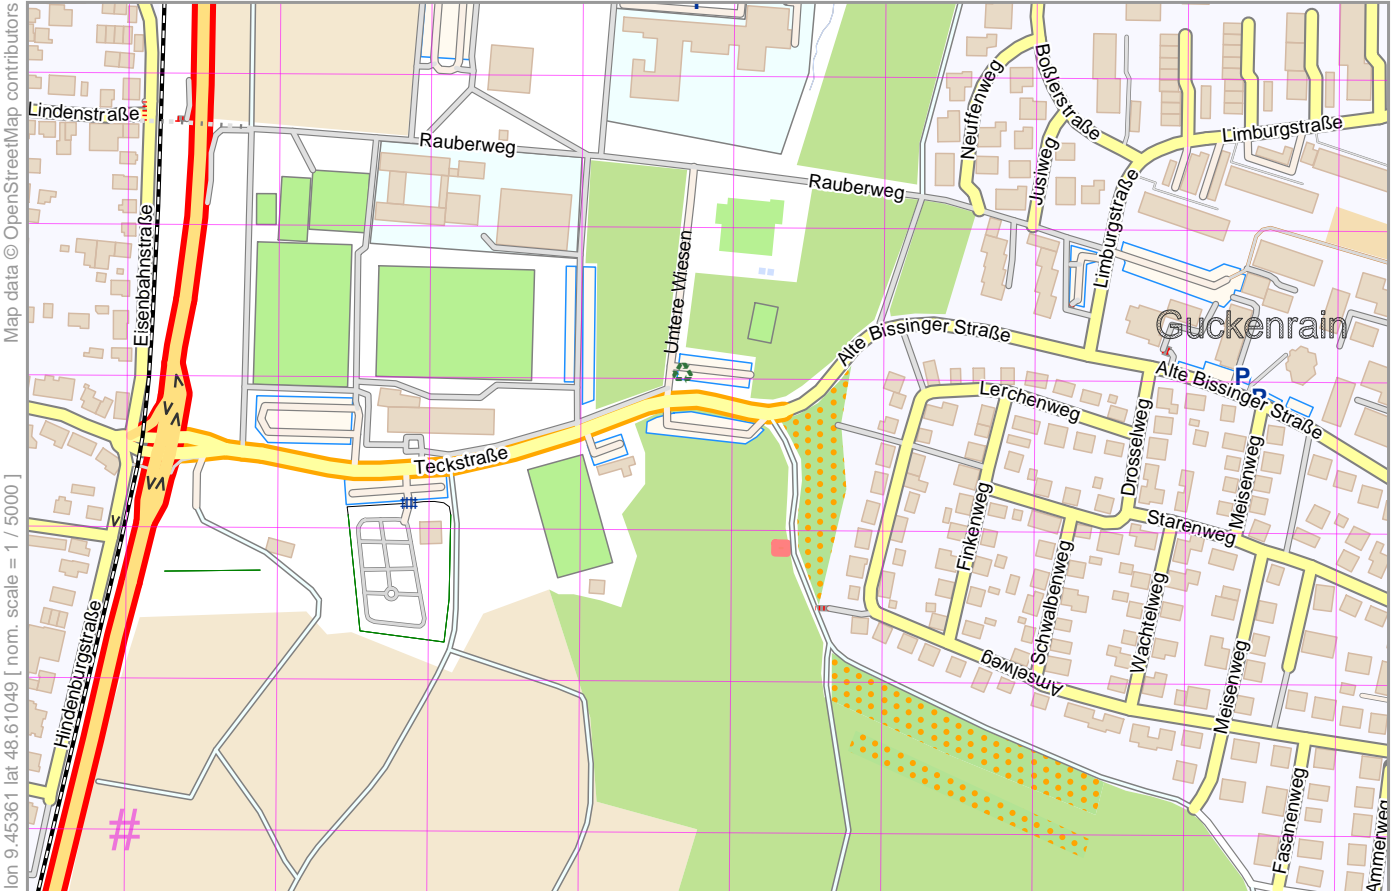 Map data © OpenStreetMap contributors
lon 9.45361 lat 48.61049 [ nom. scale = 1 / 5000 ]
Lindenstraße
Eisenbahnstraße
Hindenburgstraße
Rauberweg
Rauberweg
Untere Wiesen
Teckstraße
Neuffenweg
Boßlerstraße
Jusiweg
Limburgstraße
Limburgstraße
Guckenrain
Alte Bissinger Straße
Alte Bissinger Straße
P
P
Lerchenweg
Drosselweg
Meisenweg
Starenweg
Finkenweg
Schwalbenweg
Wachtelweg
Amselweg
Meisenweg
Fasanenweg
Ammerweg
#